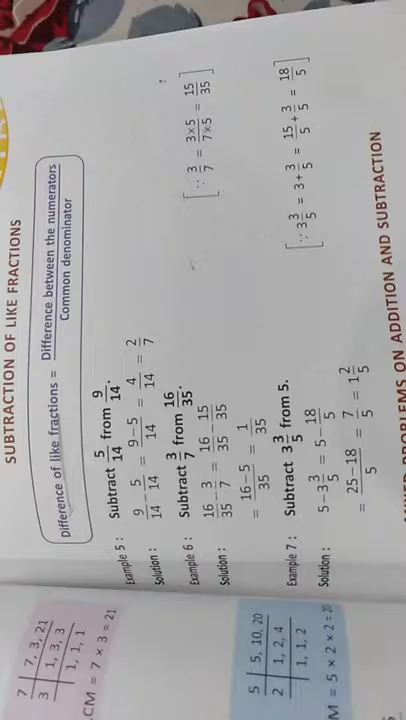 SUBTRACTION OF LIKE FRACTIONS
Difference of like fractions = Difference between the numerators / Common denominator
Example 5 : Subtract 5/14 from 9/14.
Solution : 9/14 - 5/14 = 9-5/14 = 4/14 = 2/7
Example 6 : Subtract 3/7 from 16/35.
Solution : 16/35 - 3/7 = 16/35 - 15/35 [∵ 3/7 = 3×5/7×5 = 15/35]
= 16-5/35 = 1/35
Example 7 : Subtract 3 3/5 from 5.
Solution : 5 - 3 3/5 = 5 - 18/5 [∵ 3 3/5 = 3 + 3/5 = 15/5 + 3/5 = 18/5]
= 25-18/5 = 7/5 = 1 2/5
PROBLEMS ON ADDITION AND SUBTRACTION
7 | 7, 3, 21
3 | 1, 3, 3
| 1, 1, 1
CM = 7 × 3 = 21
5 | 5, 10, 20
2 | 1, 2, 4
| 1, 1, 2
M = 5 × 2 × 2 = 20